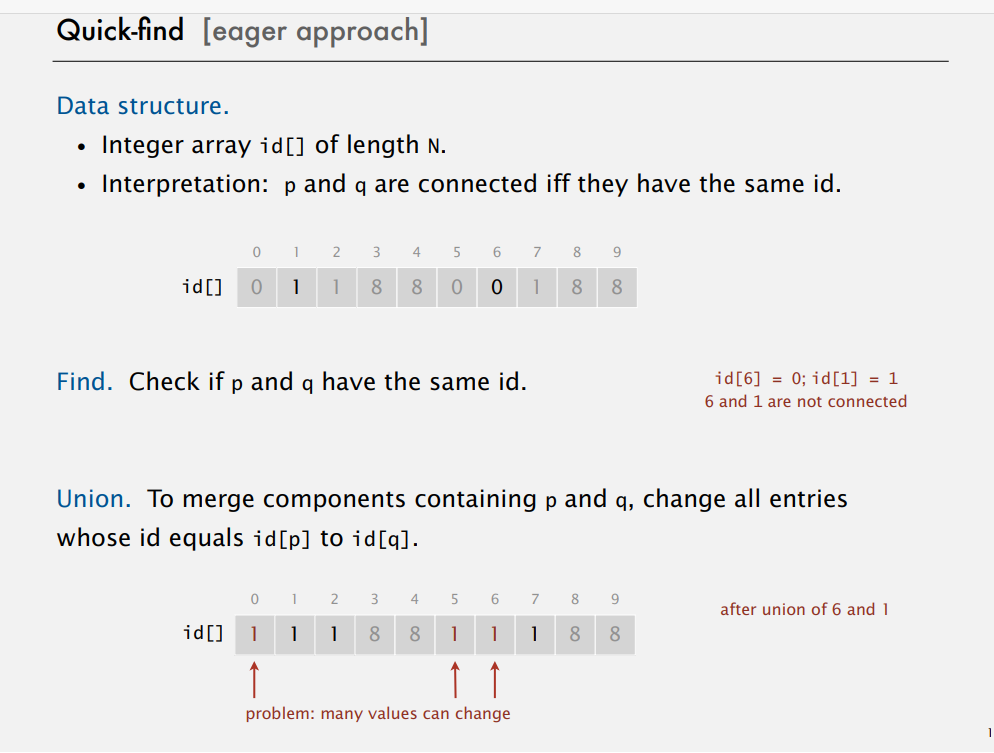 Quick-find [eager approach]
Data structure.
• Integer array id[] of length N.
• Interpretation: p and q are connected iff they have the same id.
0 1 2 3 4 5 6 7 8 9
id[] 0 1 1 8 8 0 0 1 8 8
Find. Check if p and q have the same id.
id[6] = 0; id[1] = 1
6 and 1 are not connected
Union. To merge components containing p and q, change all entries
whose id equals id[p] to id[q].
0 1 2 3 4 5 6 7 8 9
id[] 1 1 1 8 8 1 1 1 8 8
after union of 6 and 1
problem: many values can change
1